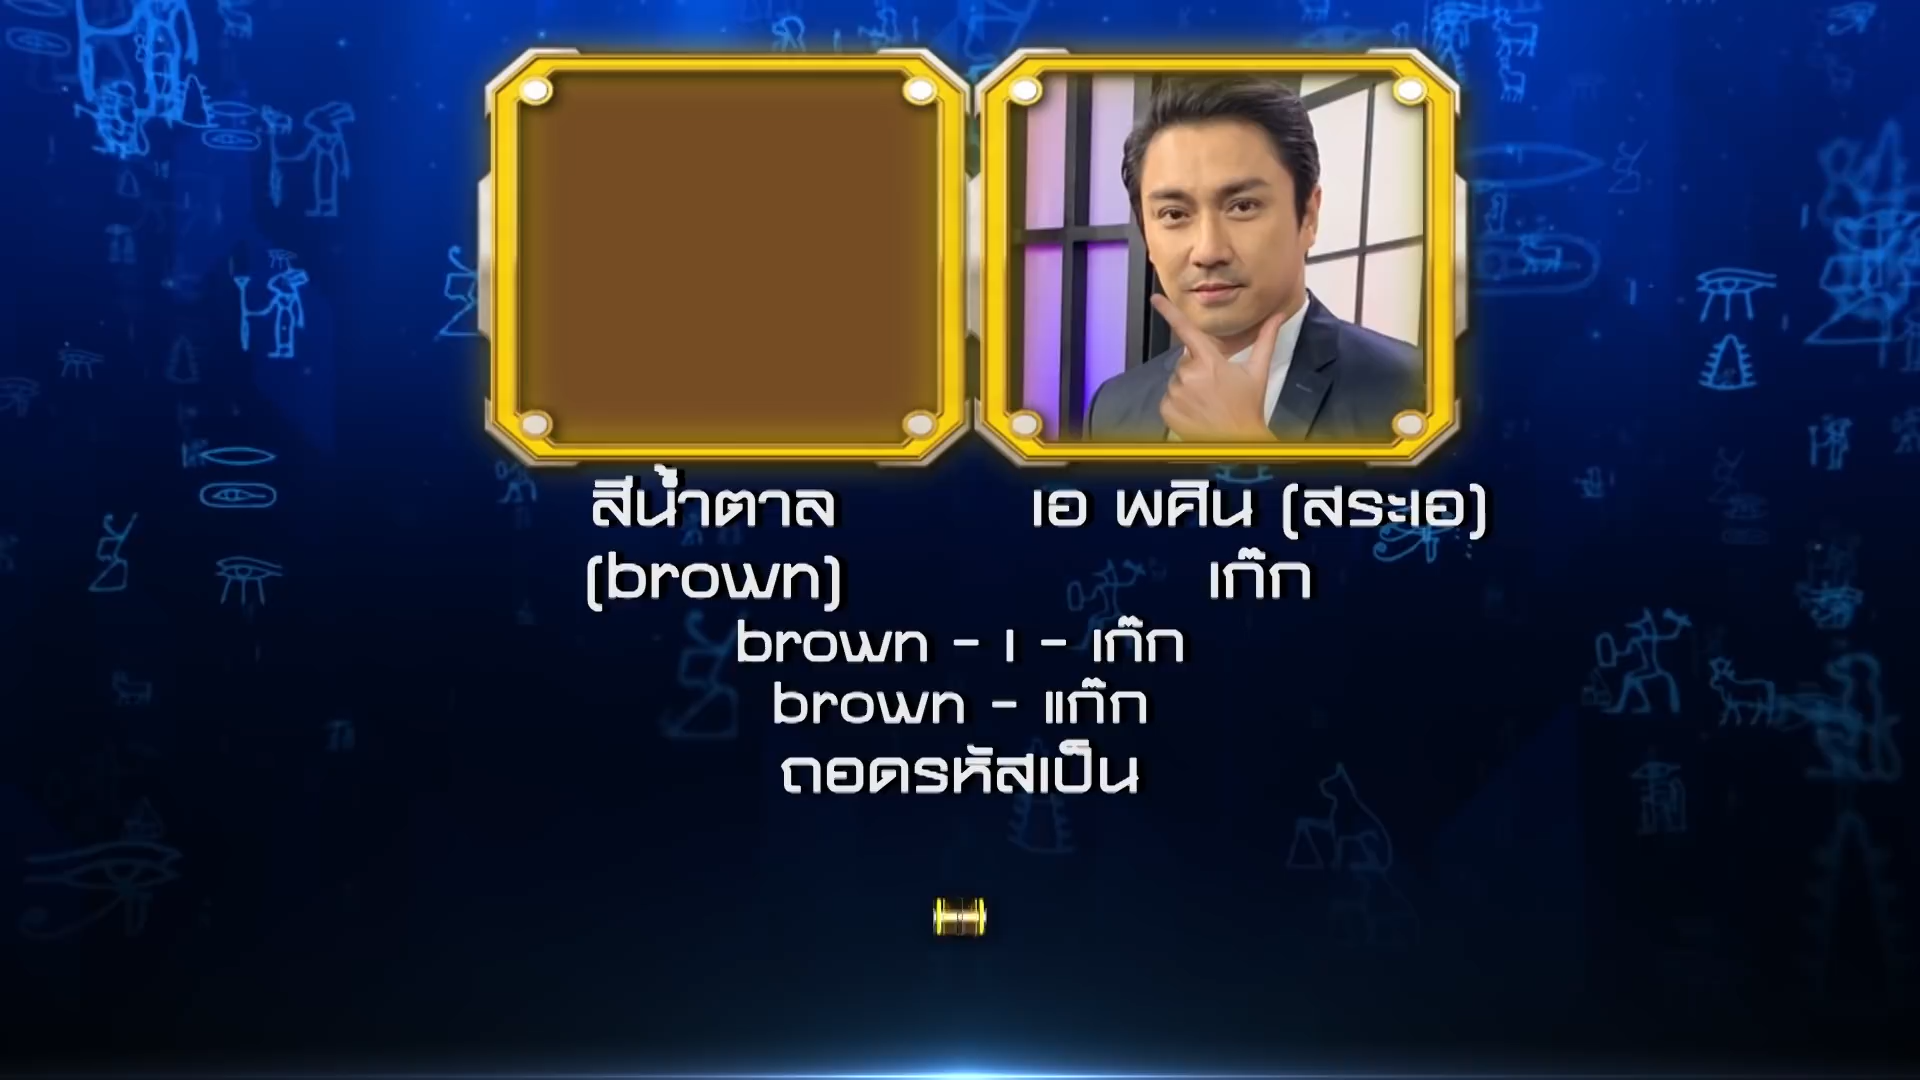 สีน้ำตาล
(brown)
เอ พศิน (สระเอ)
เก๊ก
brown - เ - เก๊ก
brown - แก๊ก
ถอดรหัสเป็น